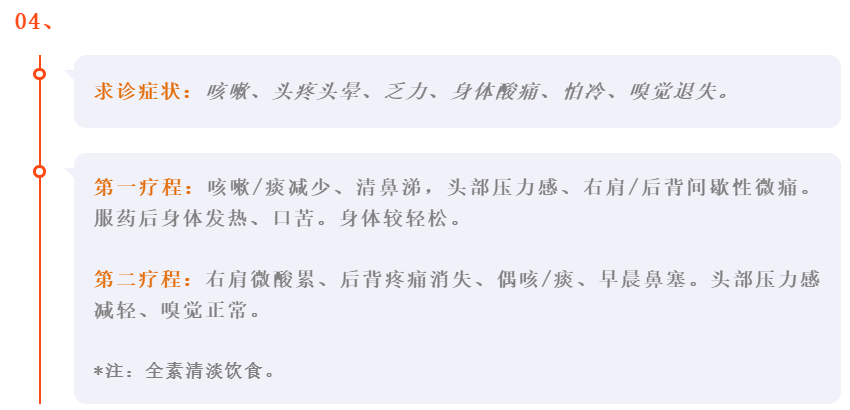 04、
求诊症状：咳嗽、头疼头晕、乏力、身体酸痛、怕冷、嗅觉退失。
第一疗程：咳嗽/痰减少、清鼻涕，头部压力感、右肩/后背间歇性微痛。
服药后身体发热、口苦。身体较轻松。
第二疗程：右肩微酸累、后背疼痛消失、偶咳/痰、早晨鼻塞。头部压力感
减轻、嗅觉正常。
*注：全素清淡饮食。